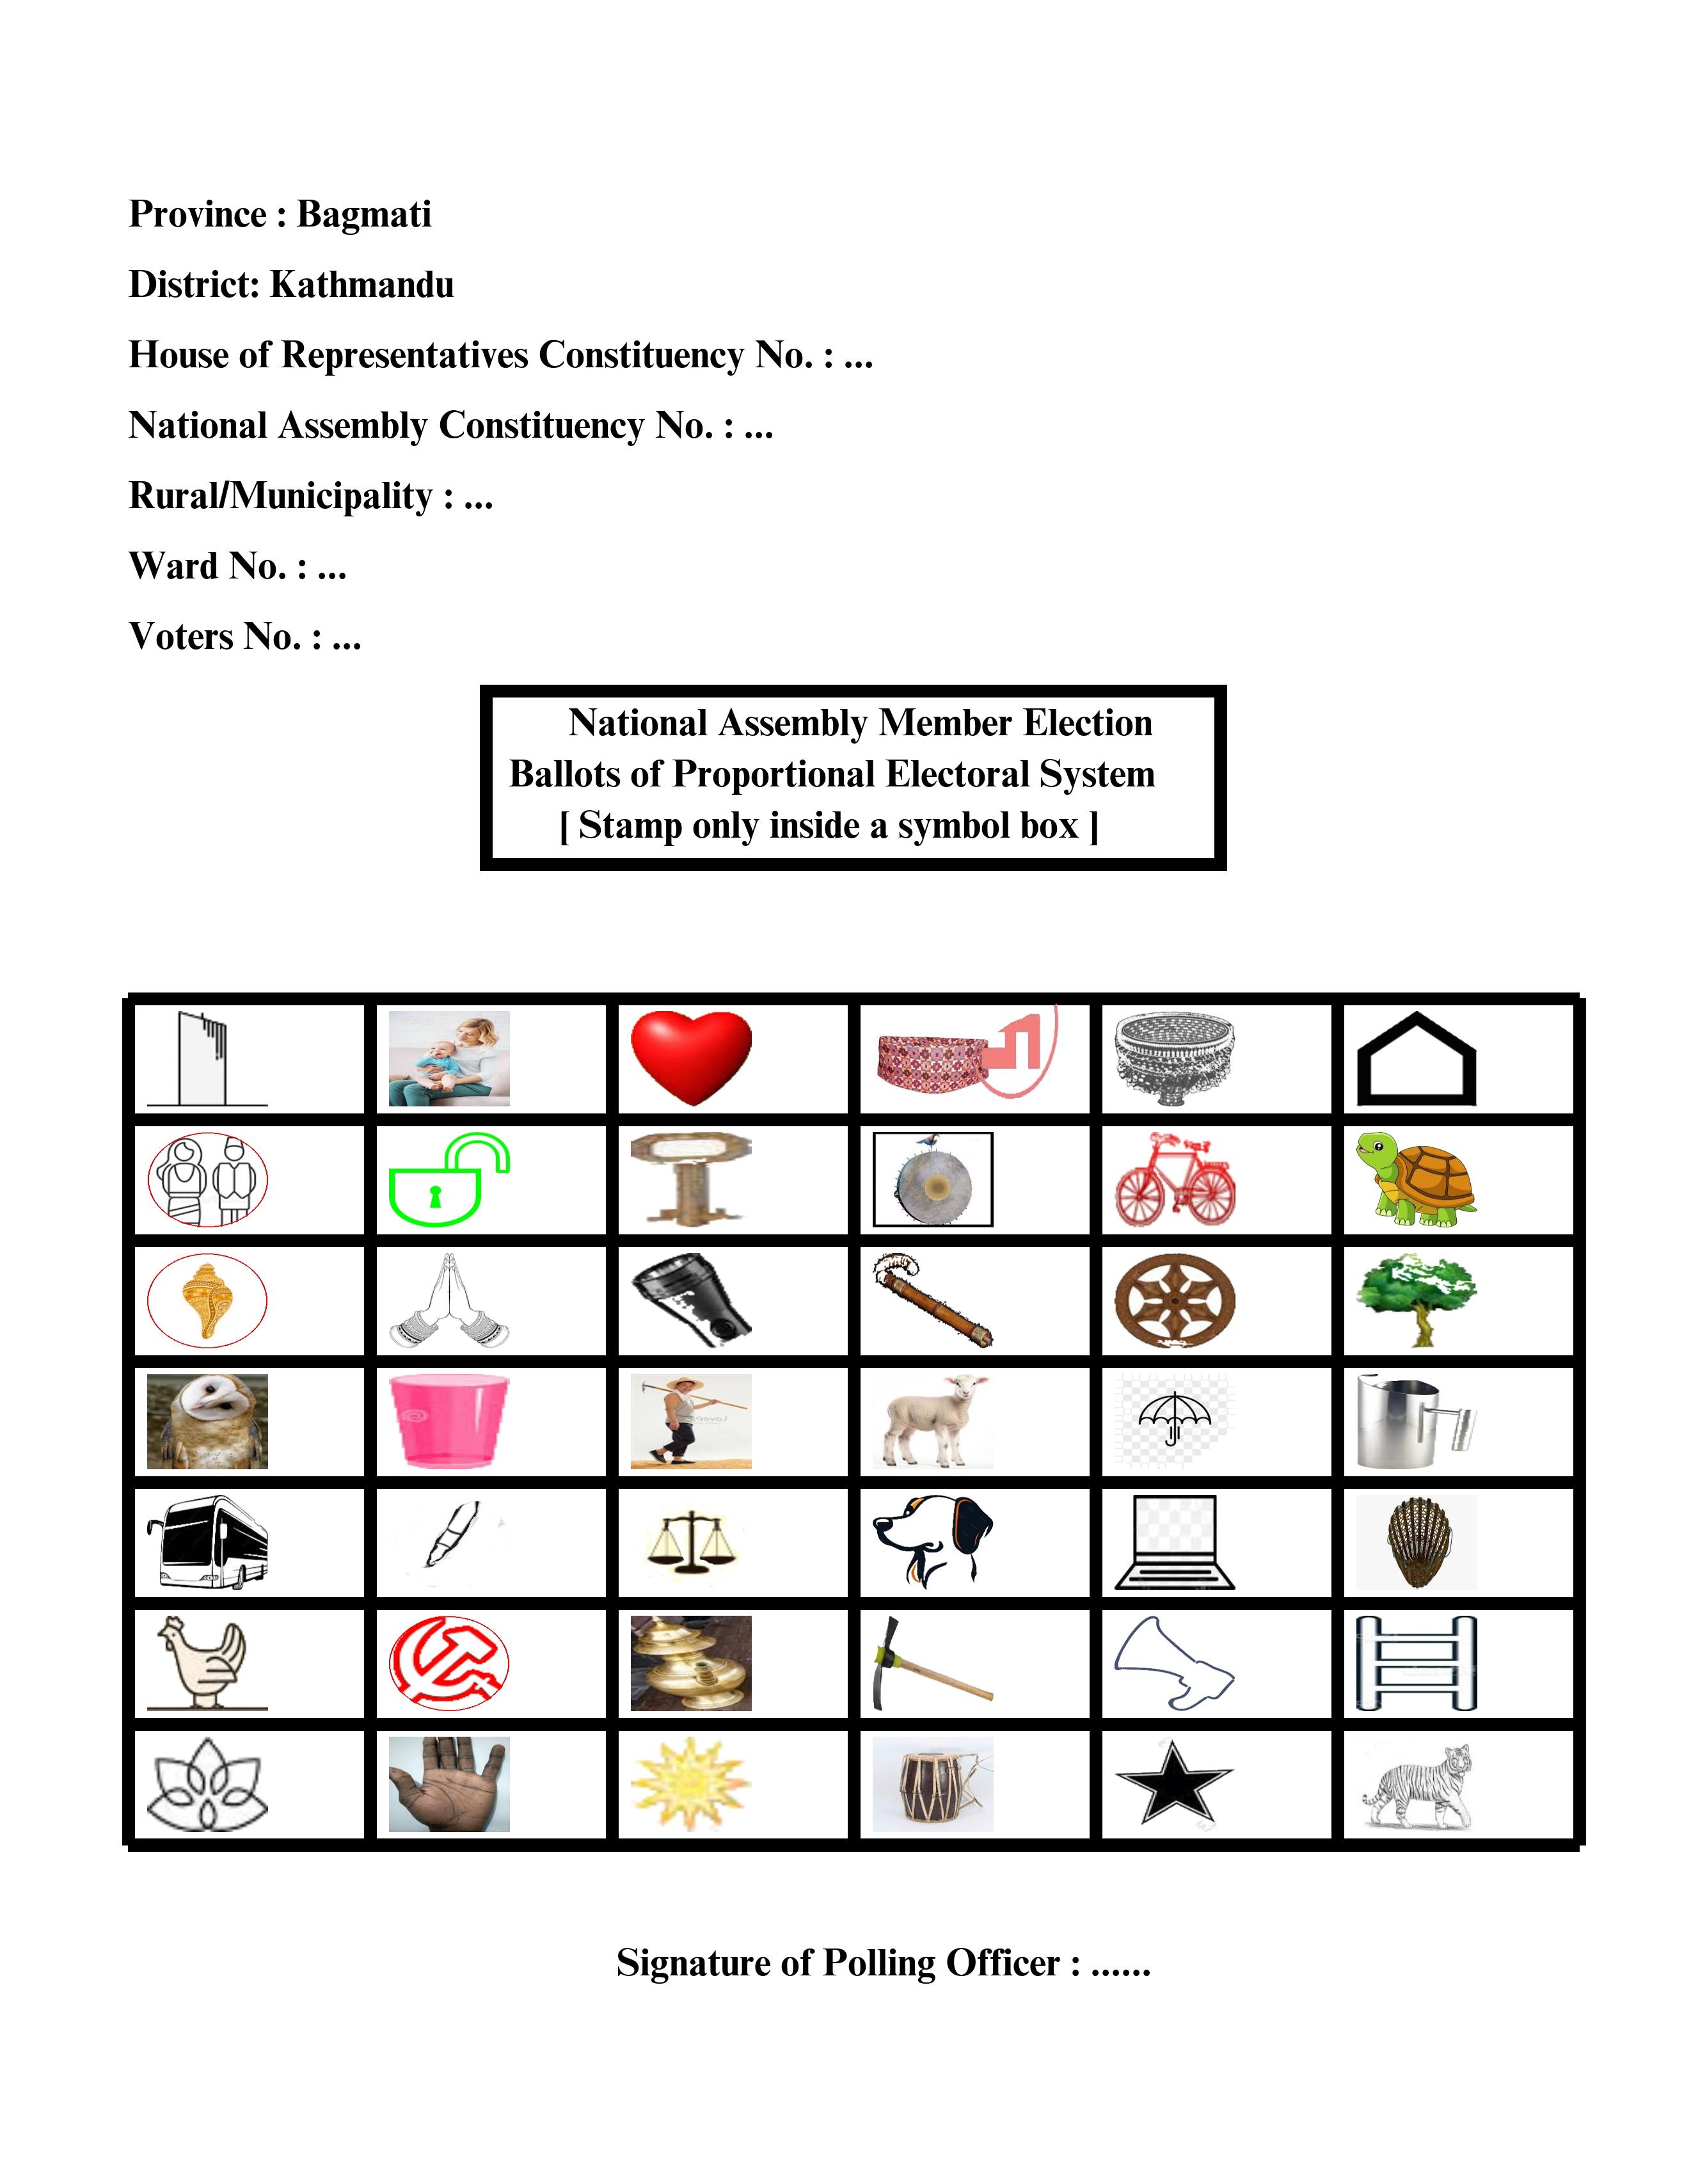 Province : Bagmati
District: Kathmandu
House of Representatives Constituency No. : ...
National Assembly Constituency No. : ...
Rural/Municipality : ...
Ward No. : ...
Voters No. : ...
National Assembly Member Election
Ballots of Proportional Electoral System
[ Stamp only inside a symbol box ]
Signature of Polling Officer : ......